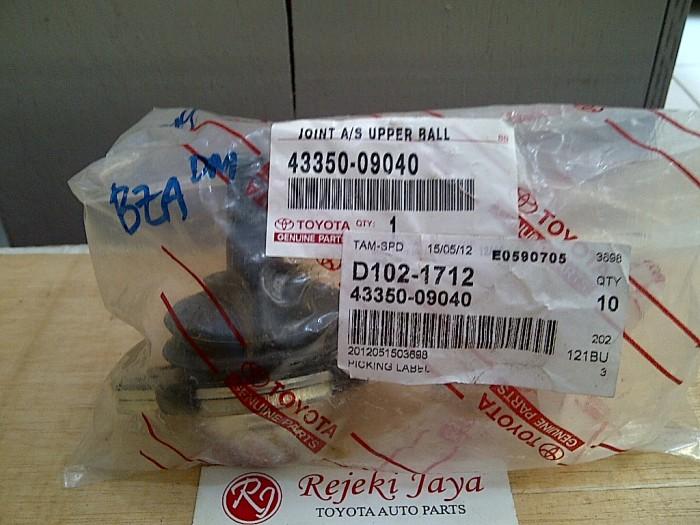 JOINT A/S UPPER BALL
43350-09040
TOYOTA QTY: 1
GENUINE PARTS
TAM-SPD 15/05/12 E0590705 3698
D102-1712 QTY
43350-09040 10
202
2012051503698 121BU
PICKING LABEL 3
BZA
TOYOTA
TOYOTA
GENUINE PARTS
TOYOTA
GENUINE PARTS
RJ Rejeki Jaya
TOYOTA AUTO PARTS